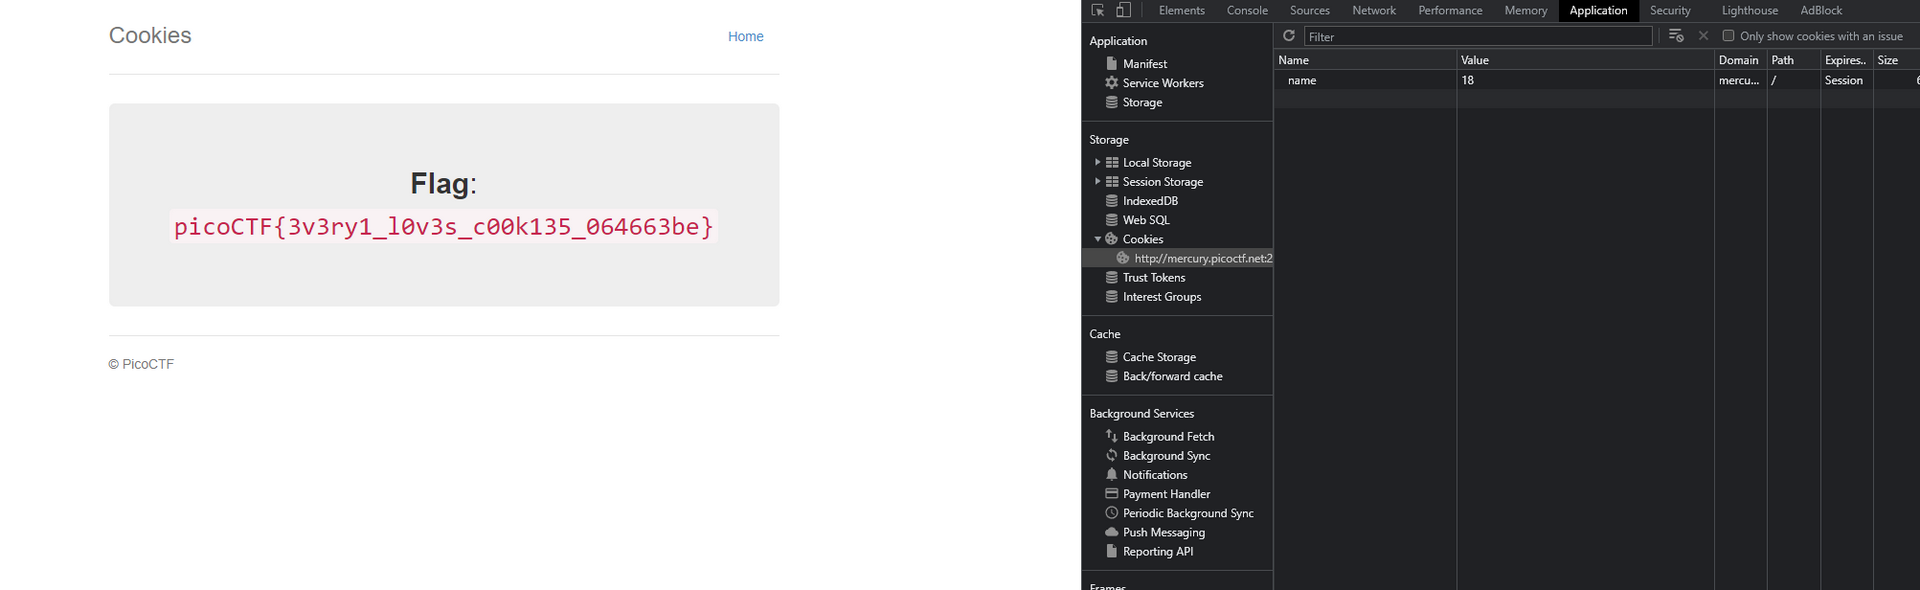 Cookies
Home
Flag:
picoCTF{3v3ry1_l0v3s_c00k135_064663be}
© PicoCTF
Elements Console Sources Network Performance Memory Application Security Lighthouse AdBlock
Application
Manifest
Service Workers
Storage
Storage
Local Storage
Session Storage
IndexedDB
Web SQL
Cookies
http://mercury.picoctf.net:2
Trust Tokens
Interest Groups
Cache
Cache Storage
Back/forward cache
Background Services
Background Fetch
Background Sync
Notifications
Payment Handler
Periodic Background Sync
Push Messaging
Reporting API
Frames
Filter
Only show cookies with an issue
Name Value Domain Path Expires.. Size
name 18 mercu... / Session 6